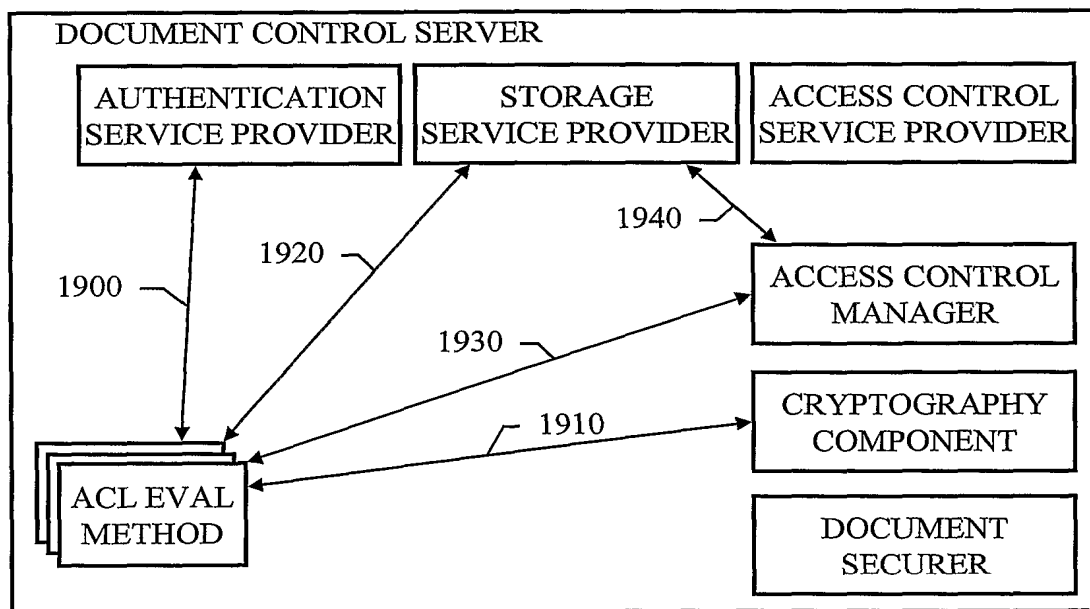 DOCUMENT CONTROL SERVER
AUTHENTICATION
SERVICE PROVIDER
STORAGE
SERVICE PROVIDER
ACCESS CONTROL
SERVICE PROVIDER
1940
1920
1900
ACCESS CONTROL
MANAGER
1930
1910
CRYPTOGRAPHY
COMPONENT
ACL EVAL
METHOD
DOCUMENT
SECURER